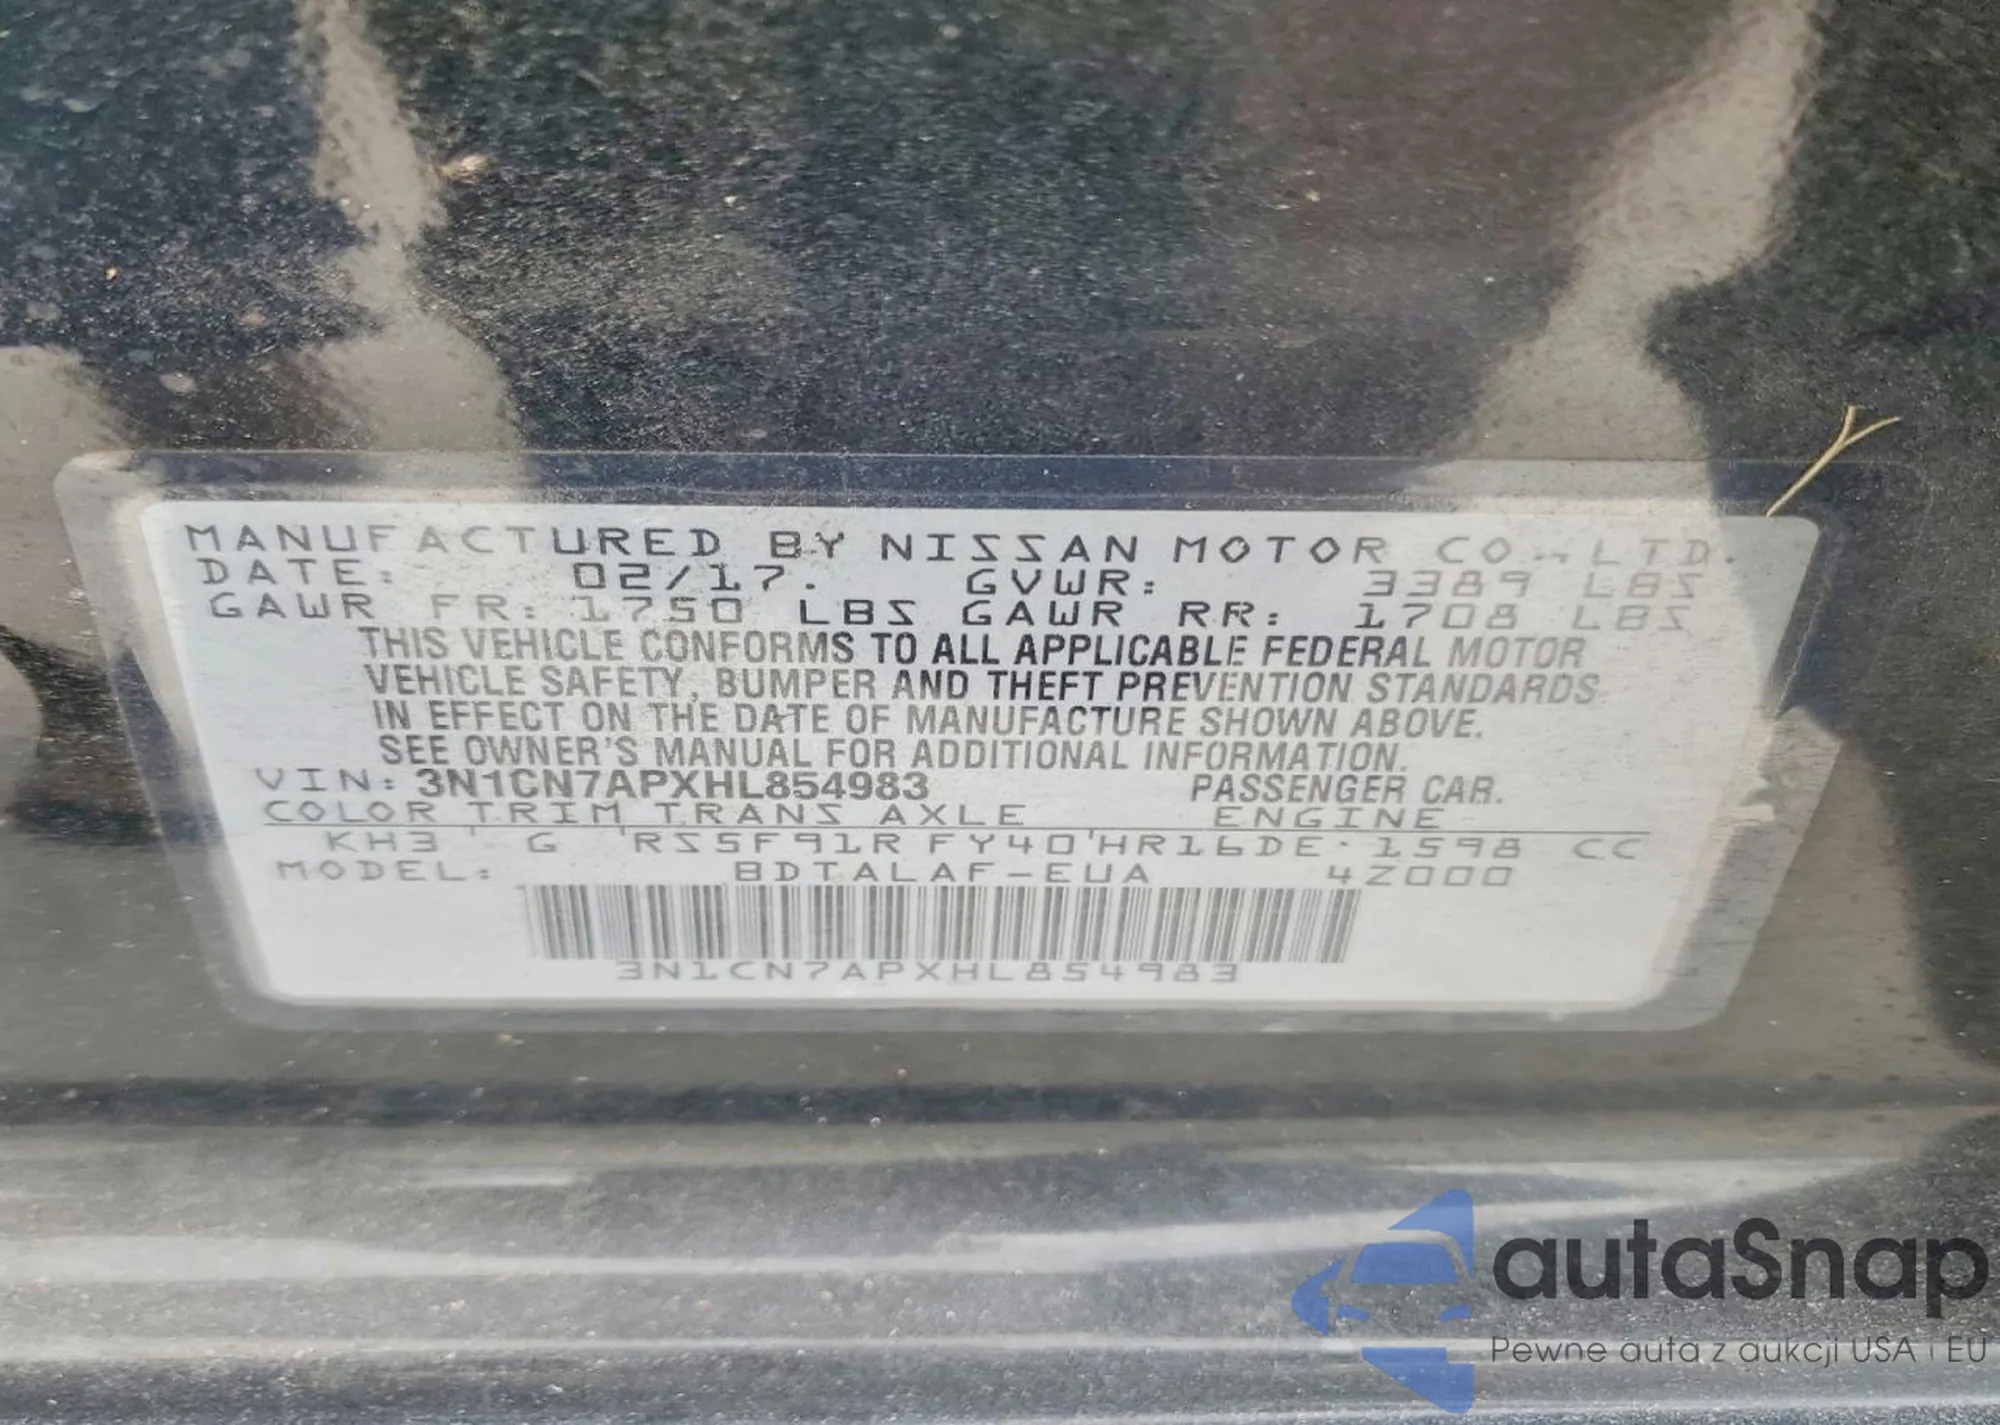 MANUFACTURED BY NISSAN MOTOR CO., LTD.
DATE: 02/17. GVWR: 3389 LBS
GAWR FR: 1750 LBS GAWR RR: 1708 LBS
THIS VEHICLE CONFORMS TO ALL APPLICABLE FEDERAL MOTOR
VEHICLE SAFETY, BUMPER AND THEFT PREVENTION STANDARDS
IN EFFECT ON THE DATE OF MANUFACTURE SHOWN ABOVE.
SEE OWNER'S MANUAL FOR ADDITIONAL INFORMATION.
VIN: 3N1CN7APXHL854983 PASSENGER CAR.
COLOR TRIM TRANS AXLE ENGINE
KH3 G RS5F91R FY40 HR16DE 1598 CC
MODEL: BDTALAF-EUA 4Z000
3N1CN7APXHL854983
autaSnap
Pewne auta z aukcji USA i EU